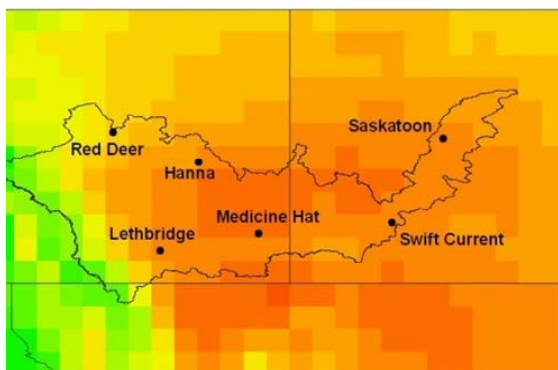 Saskatoon
Red Deer
Hanna
Medicine Hat
Lethbridge
Swift Current